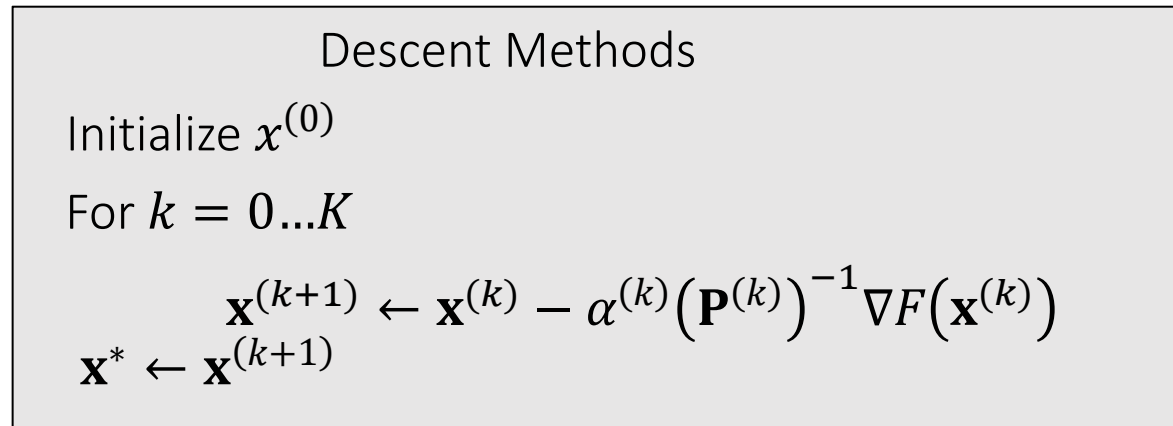 Descent Methods
Initialize x^(0)
For k = 0…K
𝐱^(k+1) ← 𝐱^(k) − α^(k)(𝐏^(k))^−1 ∇F(𝐱^(k))
𝐱^* ← 𝐱^(k+1)